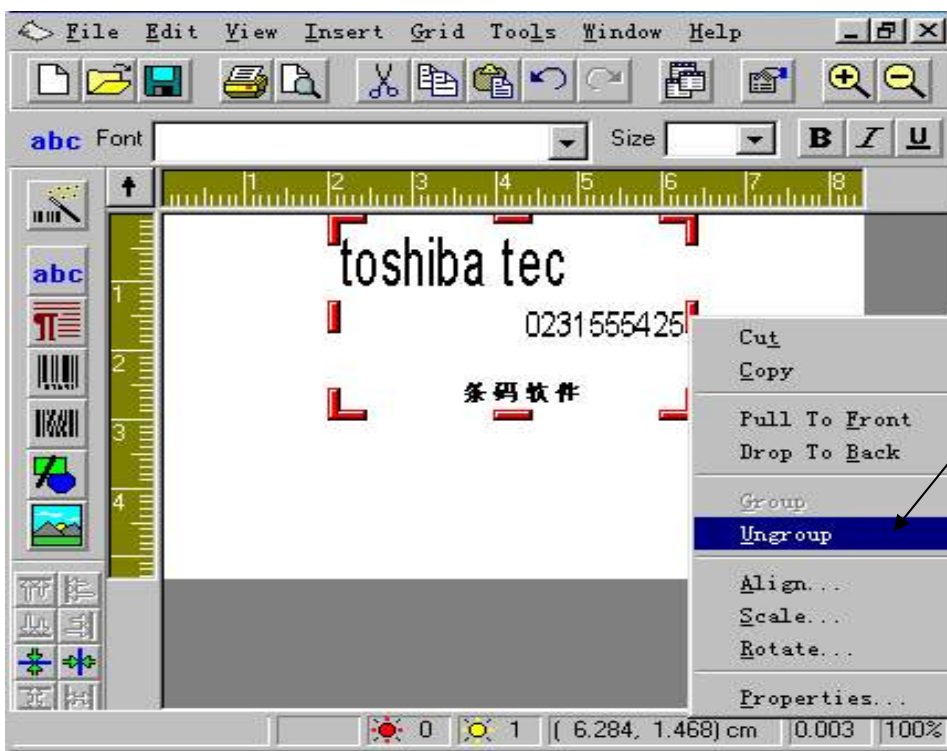 File Edit View Insert Grid Tools Window Help
abc Font Size B I U
1 2 3 4 5 6 7 8
abc
1
2
3
4
toshiba tec
0231555425
条码软件
Cut
Copy
Pull To Front
Drop To Back
Group
Ungroup
Align...
Scale...
Rotate...
Properties...
0 1 ( 6.284, 1.468) cm 0.003 100%